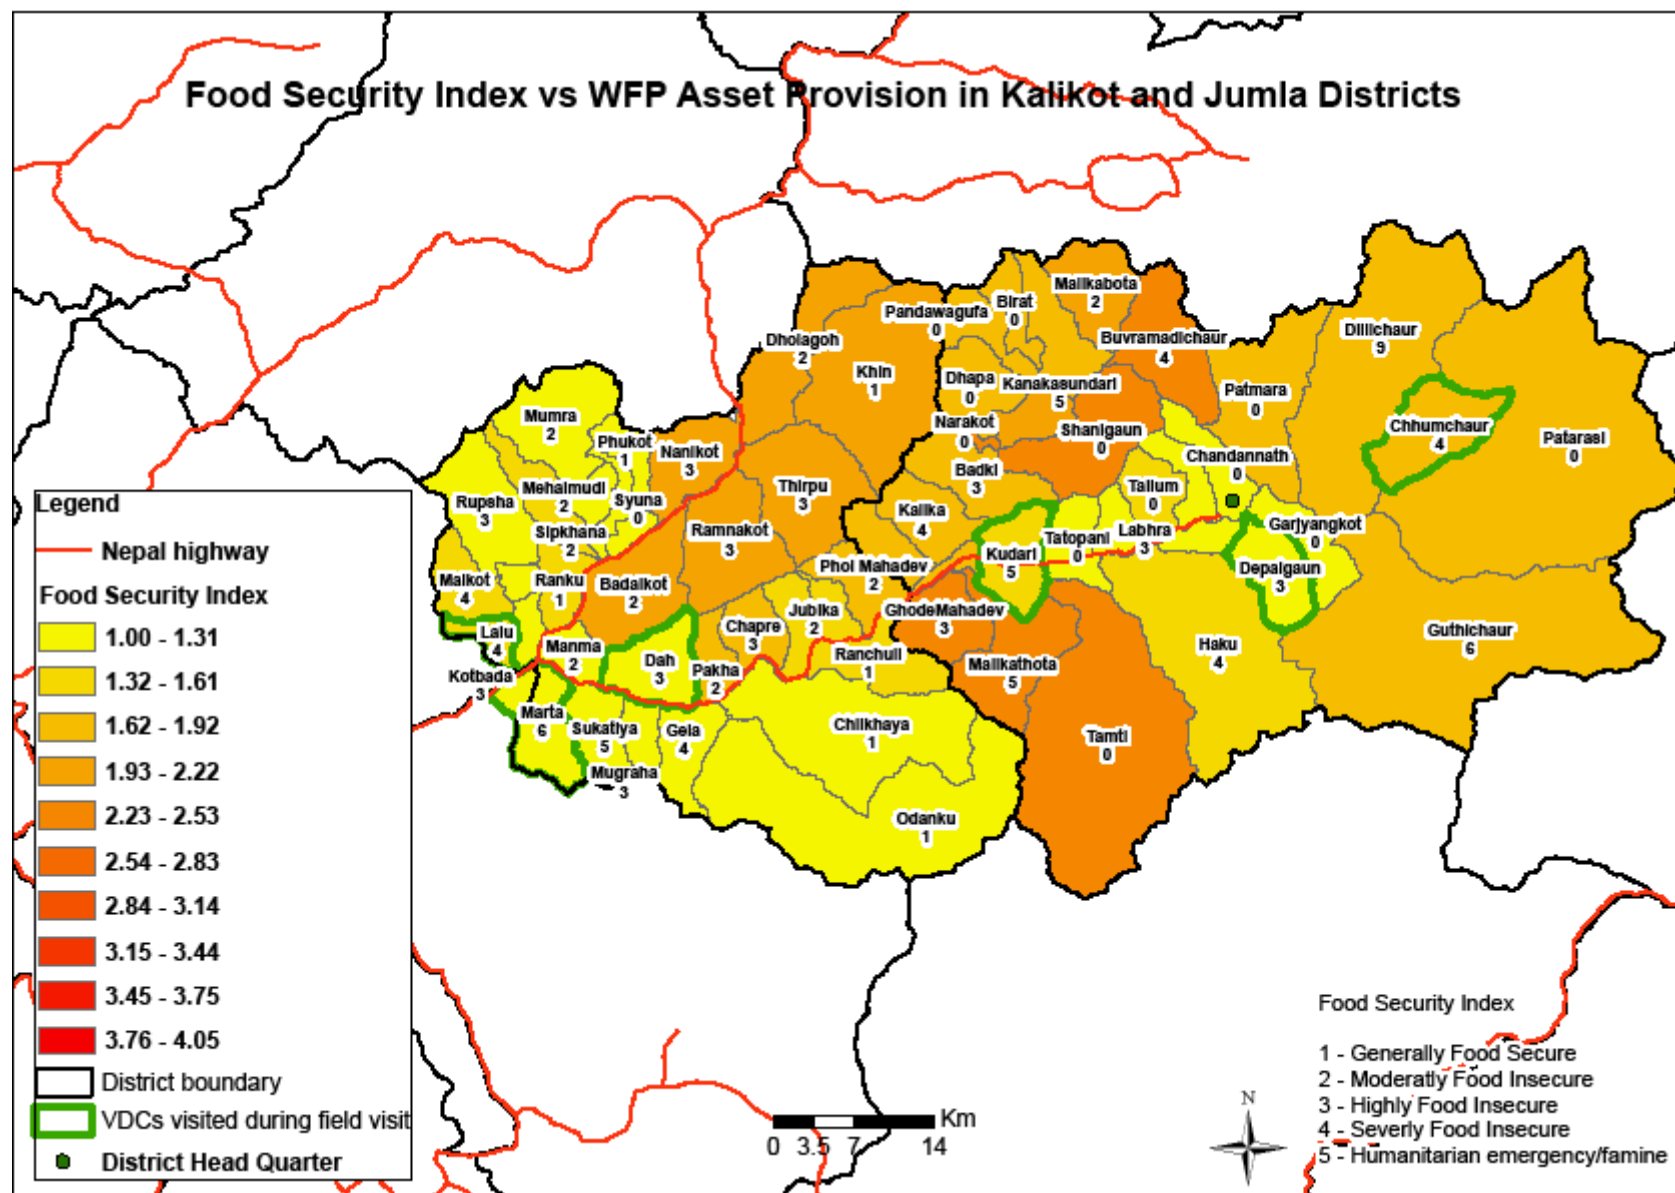 Food Security Index vs WFP Asset Provision in Kalikot and Jumla Districts
Malikabota
2
Birat
0
Pandawagufa
0
Buvramadichaur
4
Dillichaur
9
Dholagoh
2
Khin
1
Dhapa
0
Kanakasundari
5
Patmara
0
Mumra
2
Phukot
1
Nanikot
3
Narakot
0
Shanigaun
0
Chhumchaur
4
Patarasi
0
Chandannath
0
Badki
3
Rupsha
3
Mehalmudi
2
Syuna
0
Thirpu
3
Tallum
0
Kalika
4
Sipkhana
2
Ramnakot
3
Tatopani
0
Labhra
3
Garjyangkot
0
Kudari
5
Malkot
4
Ranku
1
Badalkot
2
Phoi Mahadev
2
Depalgaun
3
Jubika
2
GhodeMahadev
3
Chapre
3
Lalu
4
Manma
2
Dah
3
Pakha
2
Ranchuli
1
Malikathota
5
Haku
4
Guthichaur
6
Kotbada
3
Marta
6
Sukatiya
5
Gela
4
Chilkhaya
1
Tamti
0
Mugraha
3
Odanku
1
Legend
Nepal highway
Food Security Index
1.00 - 1.31
1.32 - 1.61
1.62 - 1.92
1.93 - 2.22
2.23 - 2.53
2.54 - 2.83
2.84 - 3.14
3.15 - 3.44
3.45 - 3.75
3.76 - 4.05
District boundary
VDCs visited during field visit
District Head Quarter
Km
0 3.5 7 14
N
Food Security Index
1 - Generally Food Secure
2 - Moderatly Food Insecure
3 - Highly Food Insecure
4 - Severly Food Insecure
5 - Humanitarian emergency/famine